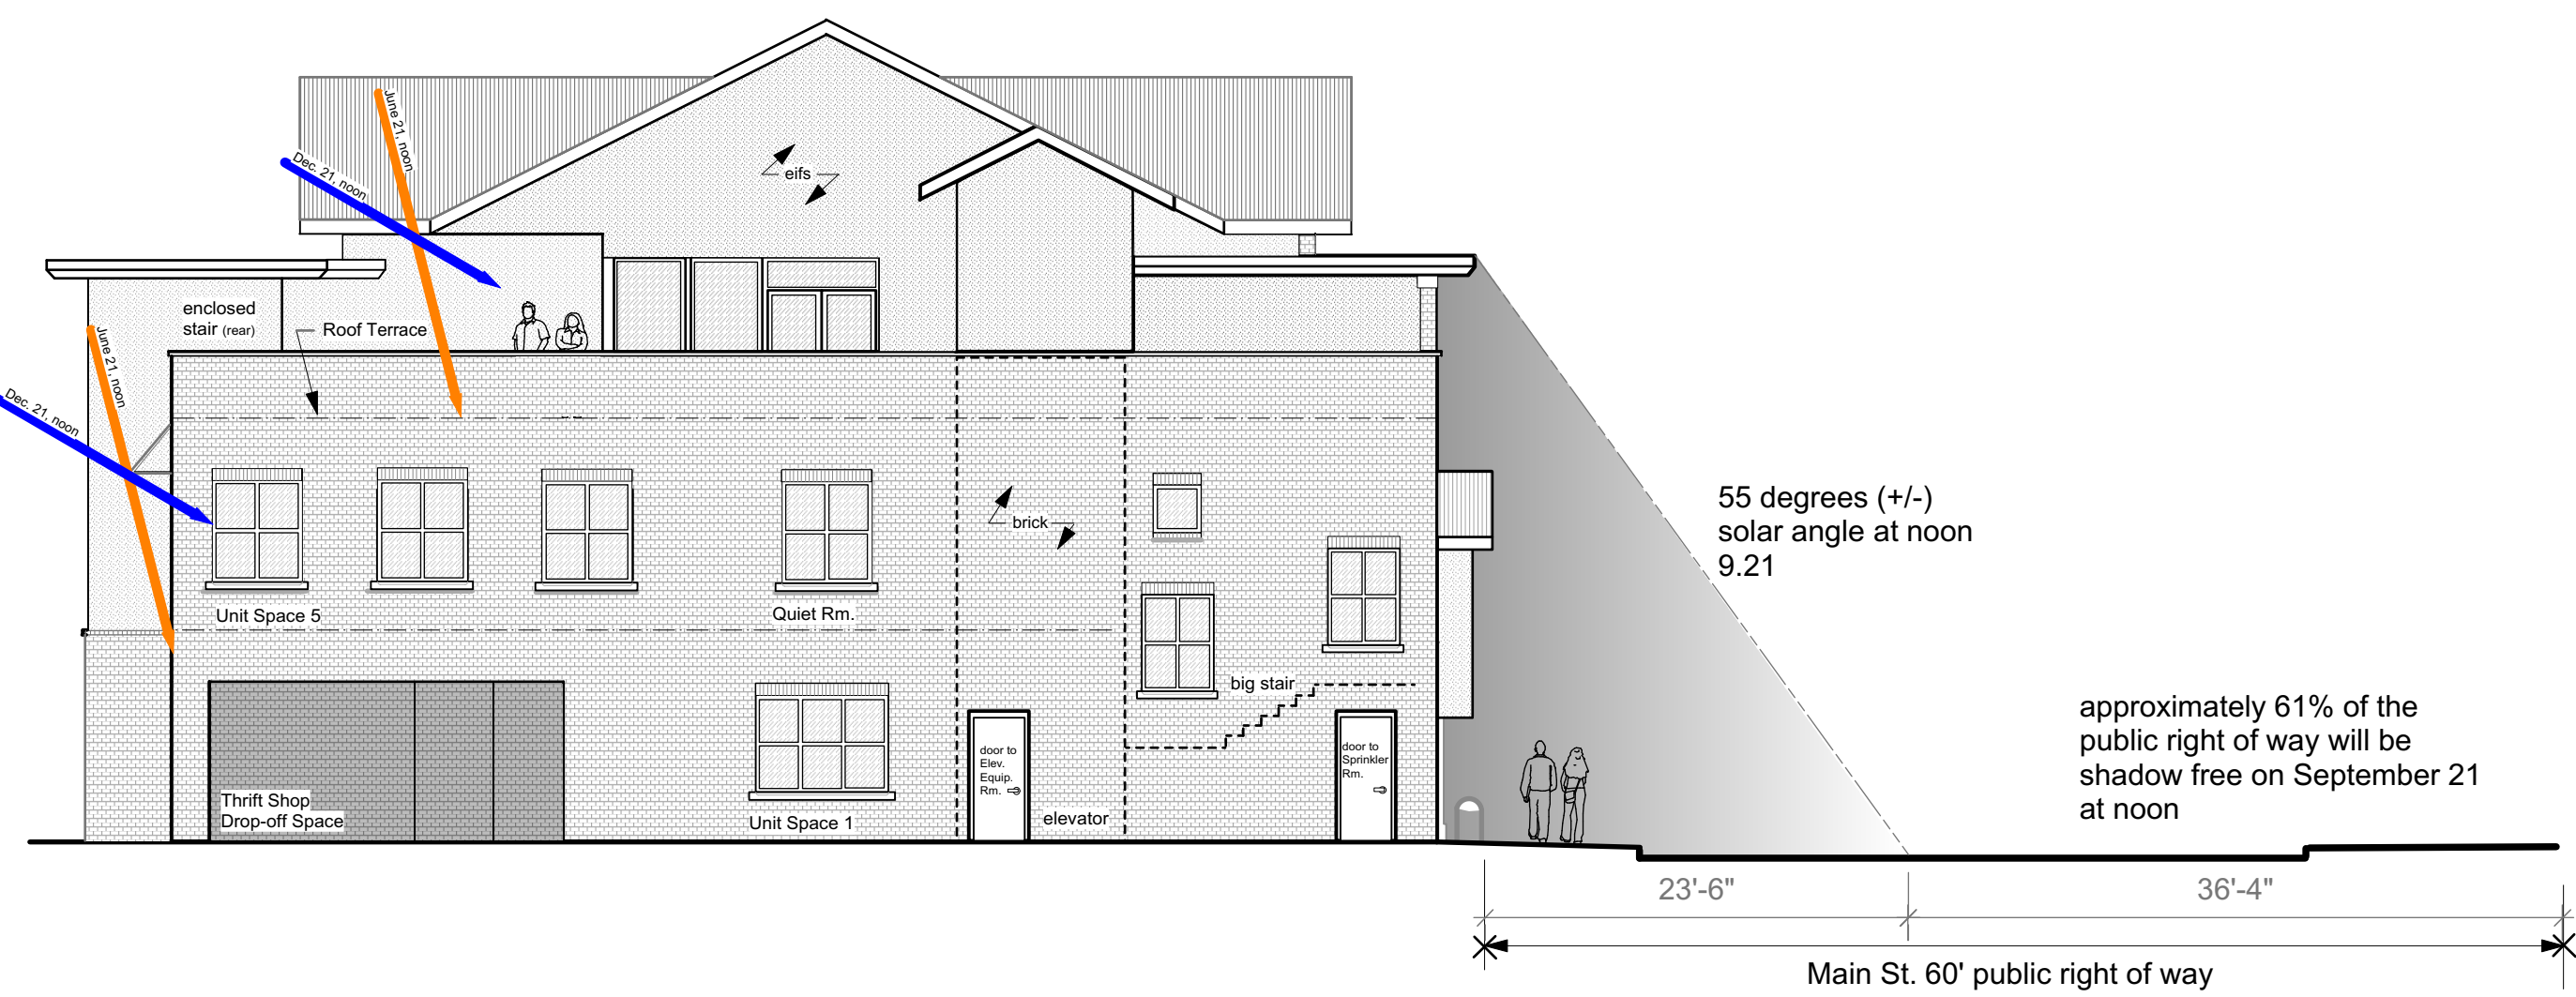 June 21, noon
Dec. 21, noon
eifs
enclosed
stair (rear)
Roof Terrace
June 21, noon
Dec. 21, noon
brick
55 degrees (+/-)
solar angle at noon
9.21
Unit Space 5
Quiet Rm.
big stair
approximately 61% of the
public right of way will be
shadow free on September 21
at noon
door to
Elev.
Equip.
Rm.
door to
Sprinkler
Rm.
Thrift Shop
Drop-off Space
Unit Space 1
elevator
23'-6"
36'-4"
Main St. 60' public right of way